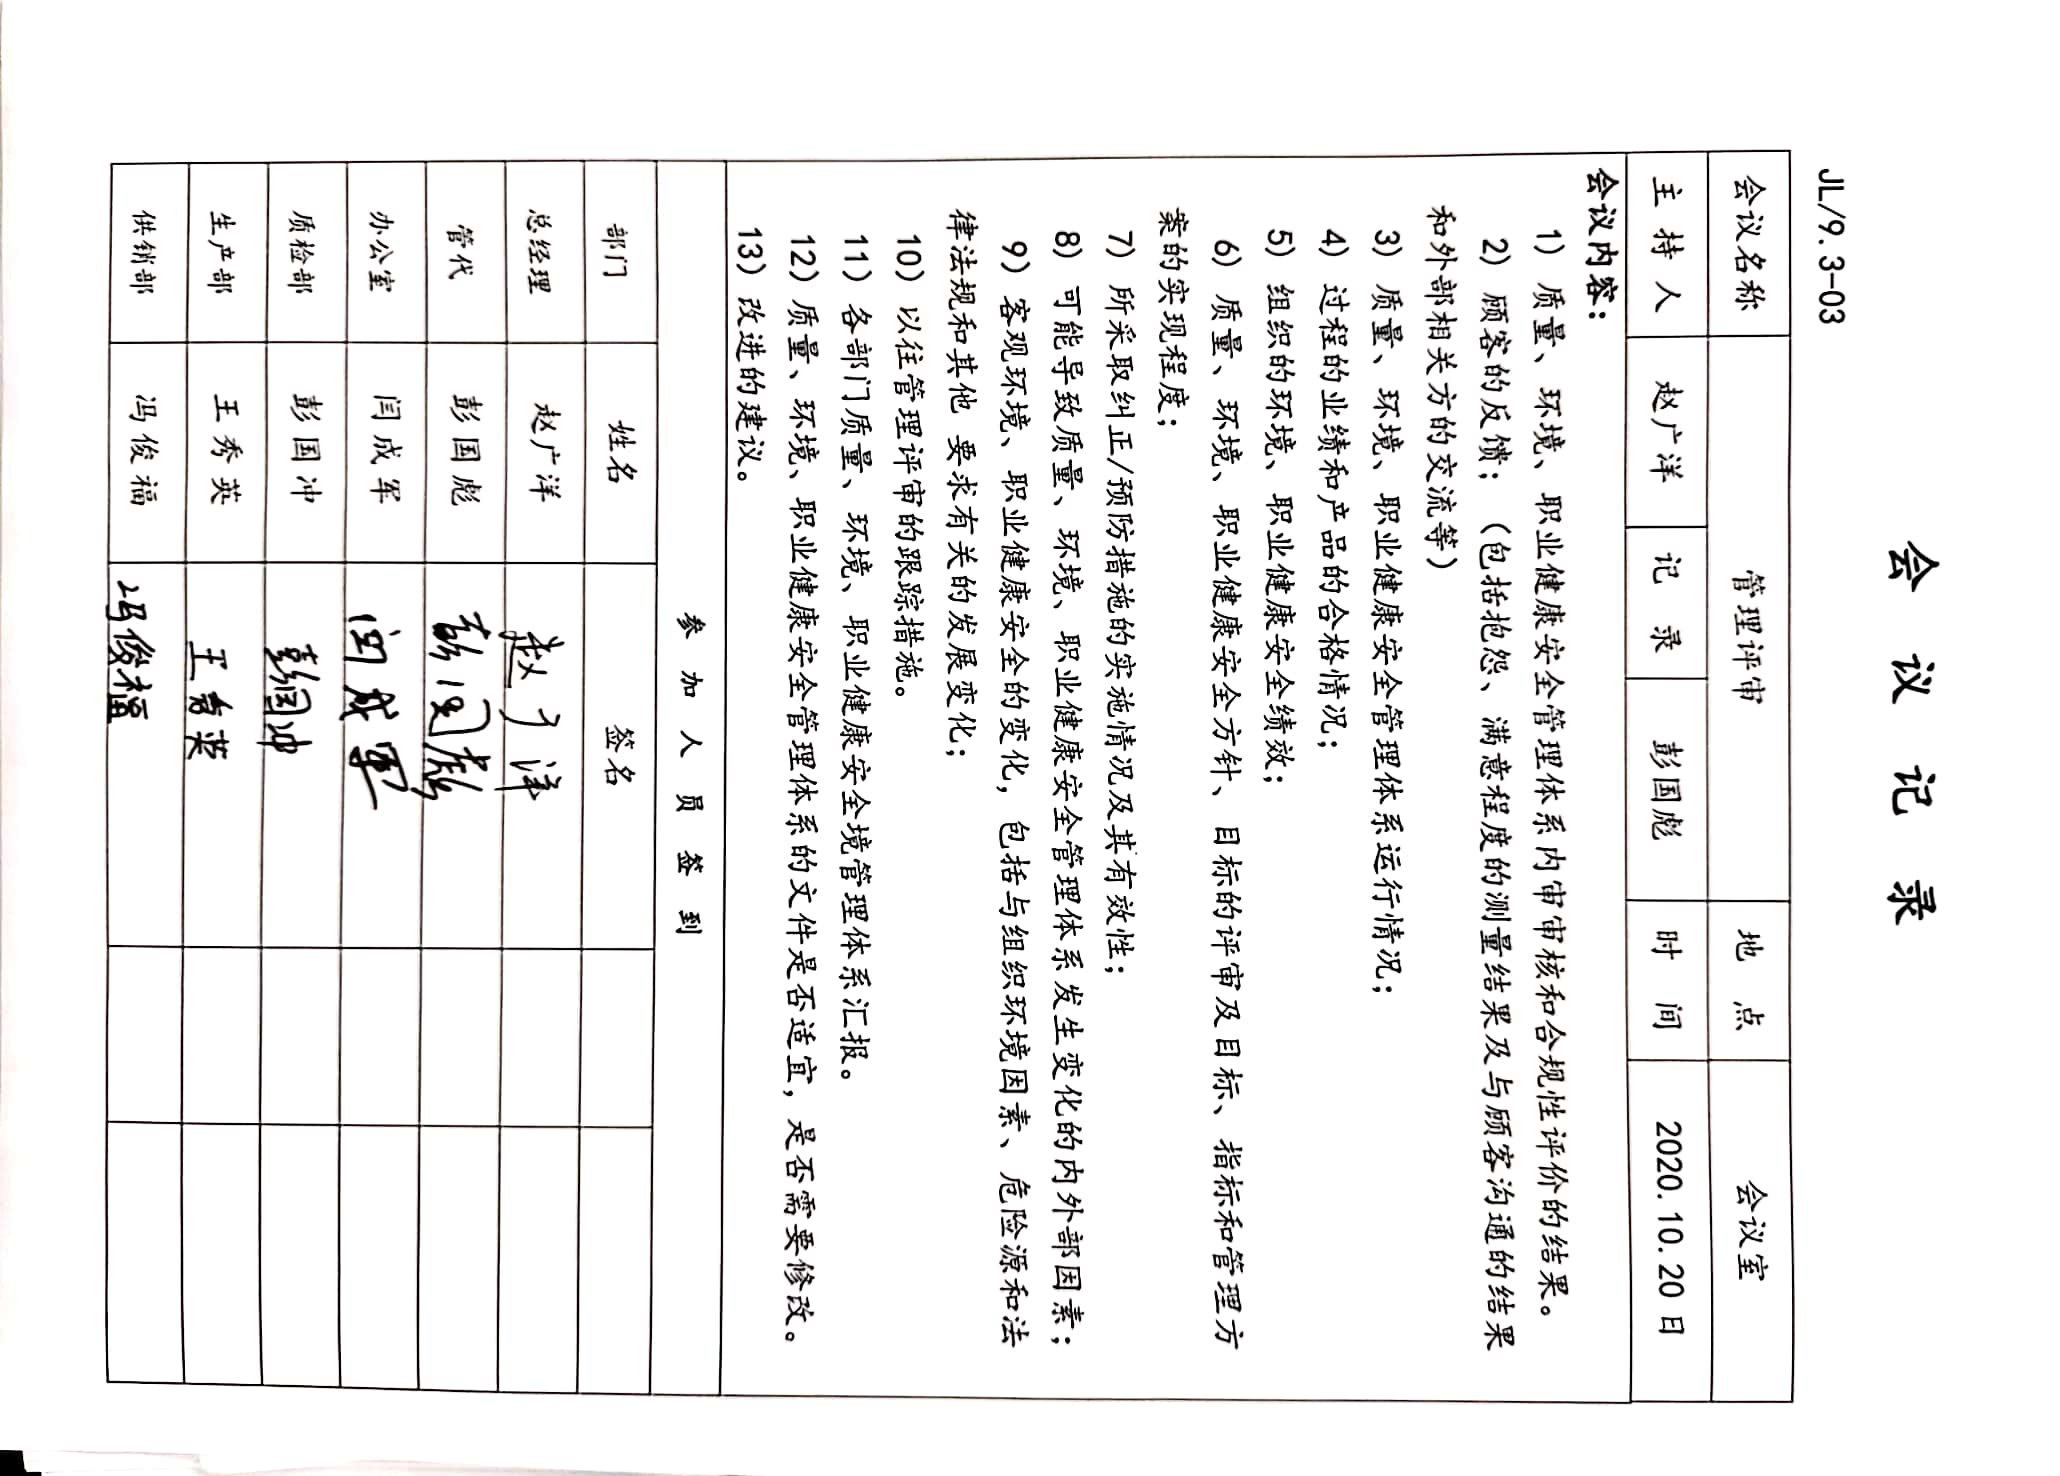 会 议 记 录
JL/9.3-03
会议名称 管理评审 地 点 会议室
主 持 人 赵广洋 记 录 彭国彪 时 间 2020.10.20 日
会议内容：
1）质量、环境、职业健康安全管理体系内审审核和合规性评价的结果。
2）顾客的反馈；（包括抱怨、满意程度的测量结果及与顾客沟通的结果
和外部相关方的交流等）
3）质量、环境、职业健康安全管理体系运行情况；
4）过程的业绩和产品的合格情况；
5）组织的环境、职业健康安全绩效；
6）质量、环境、职业健康安全方针、目标的评审及目标、指标和管理方
案的实现程度；
7）所采取纠正/预防措施的实施情况及其有效性；
8）可能导致质量、环境、职业健康安全管理体系发生变化的内外部因素；
9）客观环境、职业健康安全的变化，包括与组织环境因素、危险源和法
律法规和其他 要求有关的发展变化；
10）以往管理评审的跟踪措施。
11）各部门质量、环境、职业健康安全境管理体系汇报。
12）质量、环境、职业健康安全管理体系的文件是否适宜，是否需要修改。
13）改进的建议。
参 加 人 员 签 到
部门 姓名 签名
总经理 赵广洋 赵广洋
管代 彭国彪 彭国彪
办公室 闫成军 闫成军
质检部 彭国冲 彭国冲
生产部 王秀英 王秀英
供销部 冯俊福 冯俊福